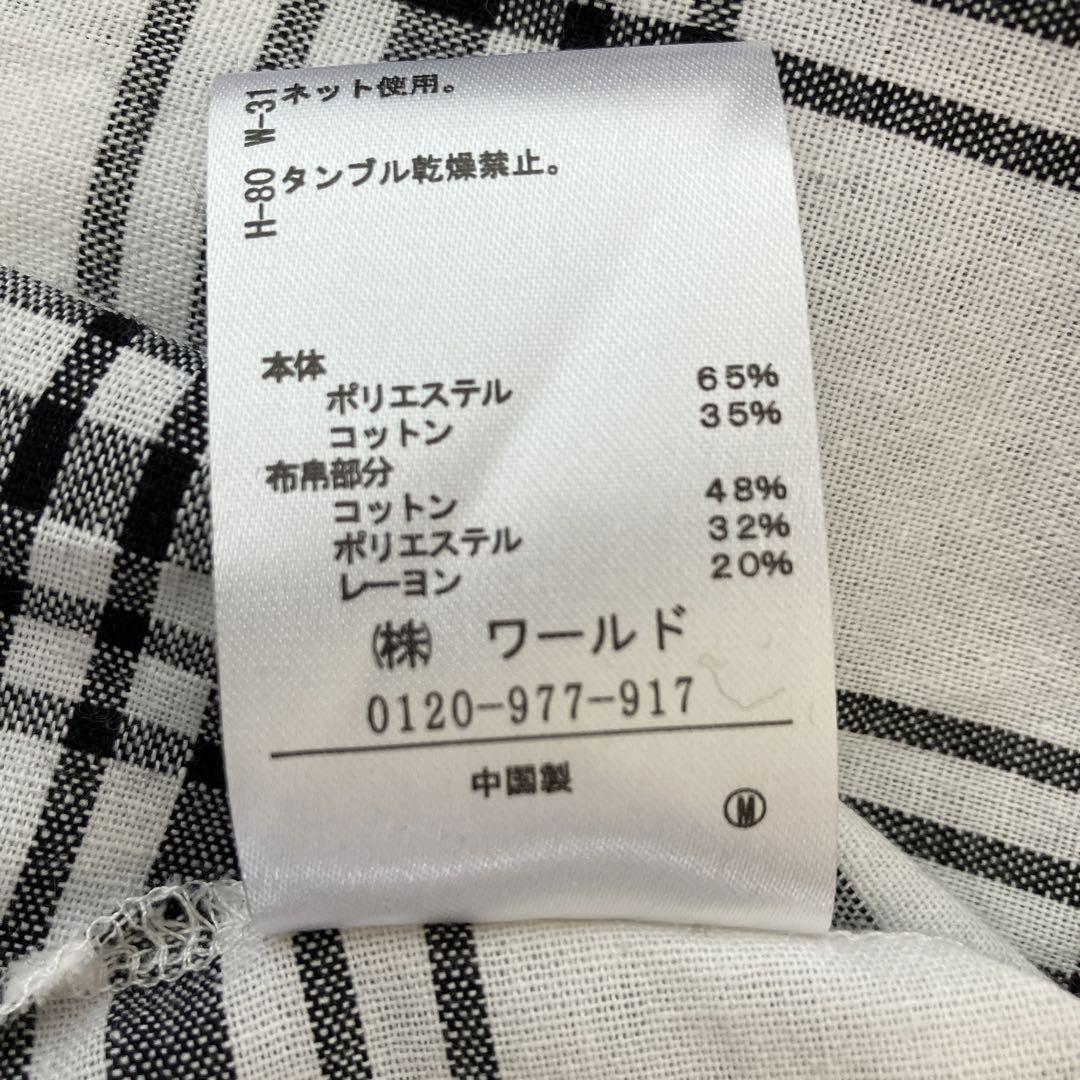 ネット使用。
タンブル乾燥禁止。
H-80 W-31
本体
ポリエステル 65%
コットン 35%
布帛部分
コットン 48%
ポリエステル 32%
レーヨン 20%
㈱ ワールド
0120-977-917
中国製
Ⓜ